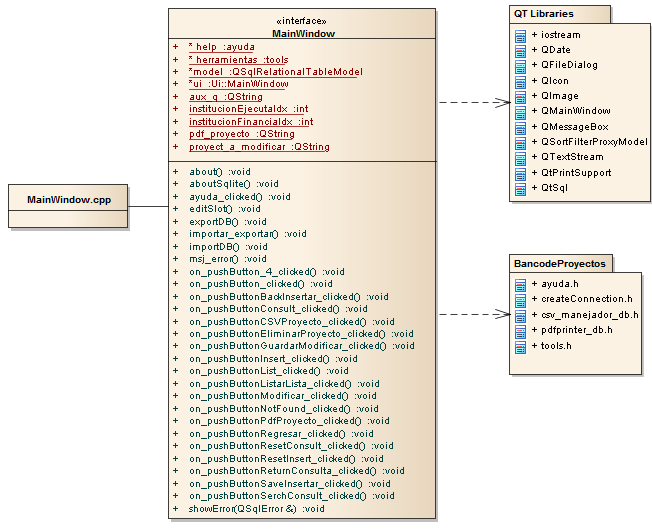 MainWindow.cpp
«interface»
MainWindow
+ * help :ayuda
+ * herramientas :tools
+ *model :QSqlRelationalTableModel
+ *ui :Ui::MainWindow
+ aux_q :QString
+ institucionEjecutaIdx :int
+ institucionFinancialdx :int
+ pdf_proyecto :QString
+ proyect_a_modificar :QString
+ about() :void
+ aboutSqlite() :void
+ ayuda_clicked() :void
+ editSlot() :void
+ exportDB() :void
+ importar_exportar() :void
+ importDB() :void
+ msj_error() :void
+ on_pushButton_4_clicked() :void
+ on_pushButton_clicked() :void
+ on_pushButtonBackInsertar_clicked() :void
+ on_pushButtonConsult_clicked() :void
+ on_pushButtonCSVProyecto_clicked() :void
+ on_pushButtonEliminarProyecto_clicked() :void
+ on_pushButtonGuardarModificar_clicked() :void
+ on_pushButtonInsert_clicked() :void
+ on_pushButtonList_clicked() :void
+ on_pushButtonListarLista_clicked() :void
+ on_pushButtonModificar_clicked() :void
+ on_pushButtonNotFound_clicked() :void
+ on_pushButtonPdfProyecto_clicked() :void
+ on_pushButtonRegresar_clicked() :void
+ on_pushButtonResetConsult_clicked() :void
+ on_pushButtonResetInsert_clicked() :void
+ on_pushButtonReturnConsulta_clicked() :void
+ on_pushButtonSaveInsertar_clicked() :void
+ on_pushButtonSerchConsult_clicked() :void
+ showError(QSqlError &) :void
QT Libraries
+ iostream
+ QDate
+ QFileDialog
+ QIcon
+ QImage
+ QMainWindow
+ QMessageBox
+ QSortFilterProxyModel
+ QTextStream
+ QtPrintSupport
+ QtSql
BancodeProyectos
+ ayuda.h
+ createConnection.h
+ csv_manejador_db.h
+ pdfprinter_db.h
+ tools.h